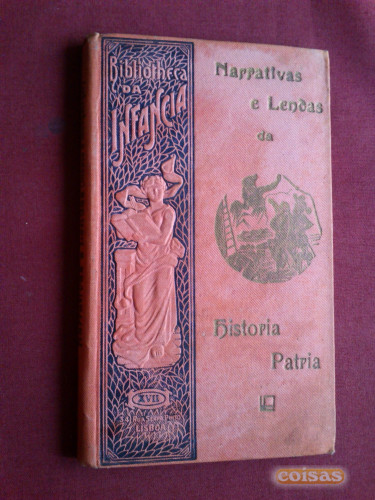 Bibliotheca
DA
INFANCIA
XVII
LISBOA
Narrativas
e Lendas
da
Historia
Patria
coisas